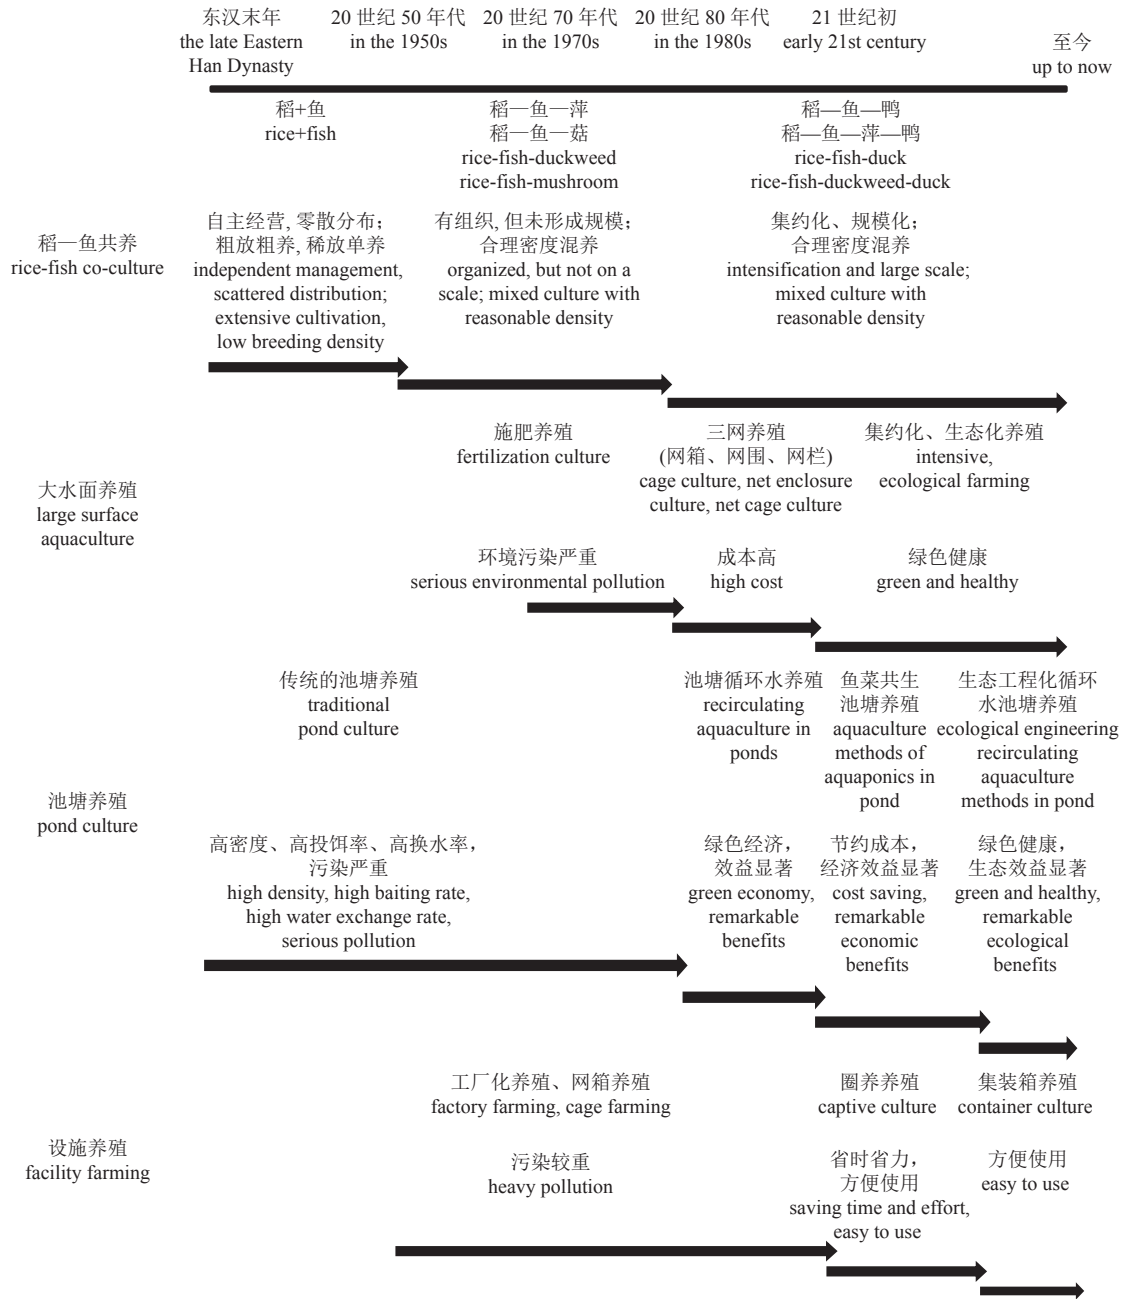 东汉末年
the late Eastern
Han Dynasty
20 世纪 50 年代
in the 1950s
20 世纪 70 年代
in the 1970s
20 世纪 80 年代
in the 1980s
21 世纪初
early 21st century
至今
up to now
稻+鱼
rice+fish
稻—鱼—萍
稻—鱼—菇
rice-fish-duckweed
rice-fish-mushroom
稻—鱼—鸭
稻—鱼—萍—鸭
rice-fish-duck
rice-fish-duckweed-duck
稻—鱼共养
rice-fish co-culture
自主经营, 零散分布；
粗放粗养, 稀放单养
independent management,
scattered distribution;
extensive cultivation,
low breeding density
有组织, 但未形成规模；
合理密度混养
organized, but not on a
scale; mixed culture with
reasonable density
集约化、规模化；
合理密度混养
intensification and large scale;
mixed culture with
reasonable density
大水面养殖
large surface
aquaculture
施肥养殖
fertilization culture
三网养殖
(网箱、网围、网栏)
cage culture, net enclosure
culture, net cage culture
集约化、生态化养殖
intensive,
ecological farming
环境污染严重
serious environmental pollution
成本高
high cost
绿色健康
green and healthy
池塘养殖
pond culture
传统的池塘养殖
traditional
pond culture
池塘循环水养殖
recirculating
aquaculture in
ponds
鱼菜共生
池塘养殖
aquaculture
methods of
aquaponics in
pond
生态工程化循环
水池塘养殖
ecological engineering
recirculating
aquaculture
methods in pond
高密度、高投饵率、高换水率，
污染严重
high density, high baiting rate,
high water exchange rate,
serious pollution
绿色经济，
效益显著
green economy,
remarkable
benefits
节约成本，
经济效益显著
cost saving,
remarkable
economic
benefits
绿色健康，
生态效益显著
green and healthy,
remarkable
ecological
benefits
设施养殖
facility farming
工厂化养殖、网箱养殖
factory farming, cage farming
圈养养殖
captive culture
集装箱养殖
container culture
污染较重
heavy pollution
省时省力，
方便使用
saving time and effort,
easy to use
方便使用
easy to use